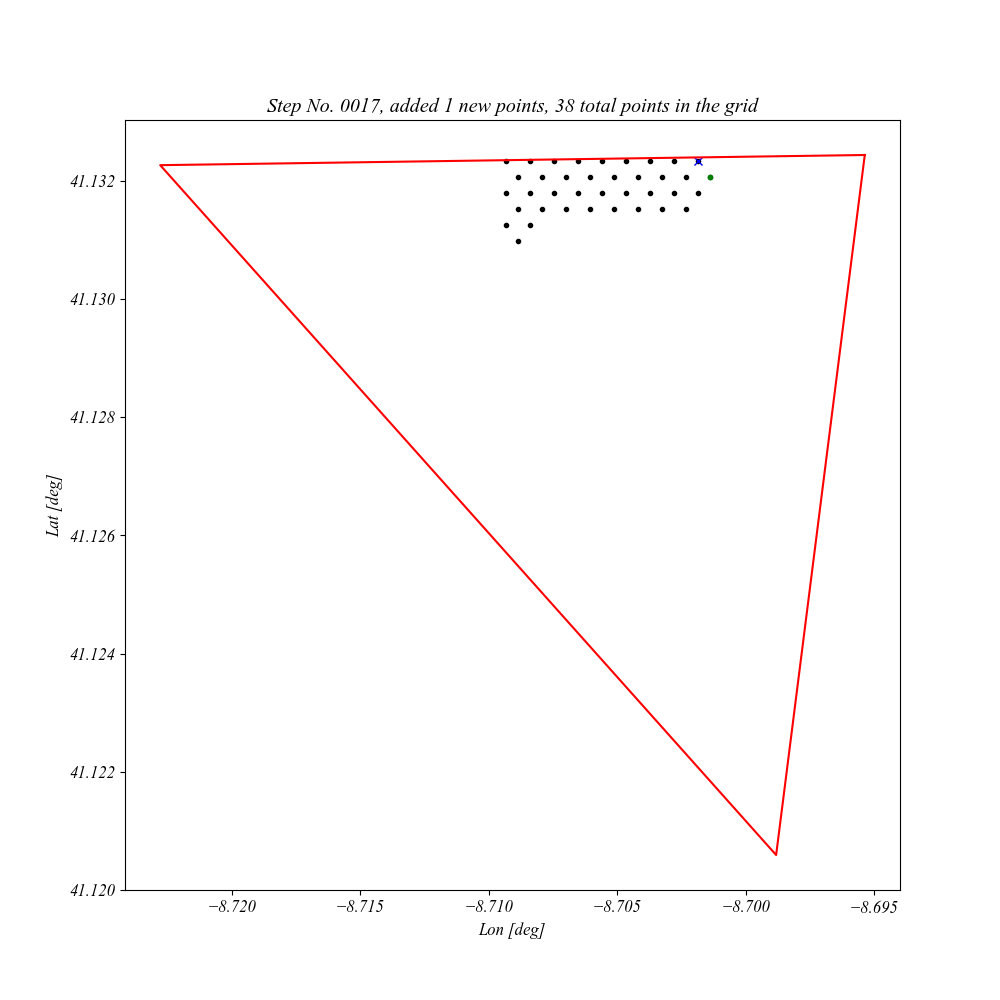 Step No. 0017, added 1 new points, 38 total points in the grid
41.132
41.130
41.128
41.126
41.124
41.122
41.120
Lat [deg]
−8.720 −8.715 −8.710 −8.705 −8.700 −8.695
Lon [deg]